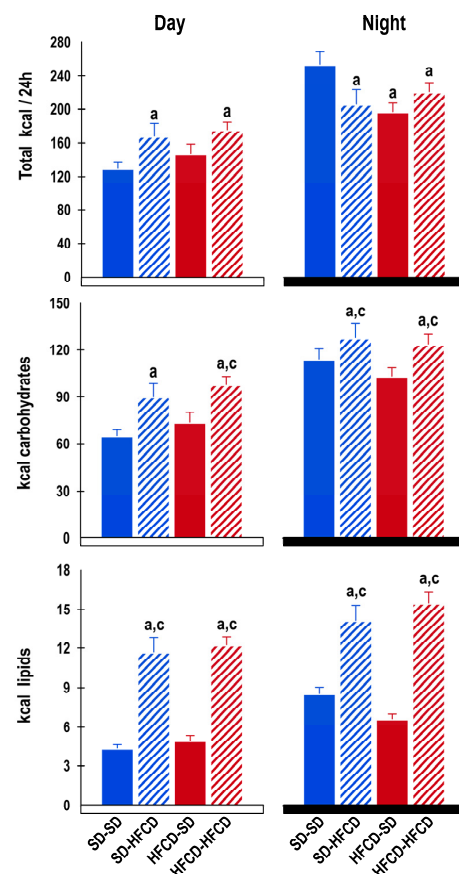 Day
Night
Total kcal / 24h
280
240
200
160
120
80
40
0
a
a
a
a
a
kcal carbohydrates
150
120
90
60
30
0
a
a,c
a,c
a,c
kcal lipids
18
15
12
9
6
3
0
a,c
a,c
a,c
a,c
SD-SD
SD-HFCD
HFCD-SD
HFCD-HFCD
SD-SD
SD-HFCD
HFCD-SD
HFCD-HFCD